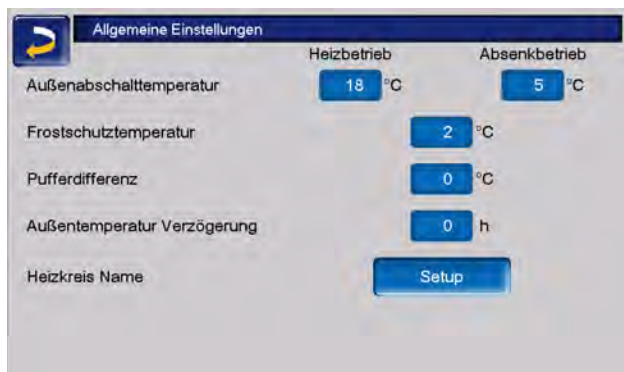 Allgemeine Einstellungen
Heizbetrieb Absenkbetrieb
Außenabschalttemperatur 18 °C 5 °C
Frostschutztemperatur 2 °C
Pufferdifferenz 0 °C
Außentemperatur Verzögerung 0 h
Heizkreis Name Setup